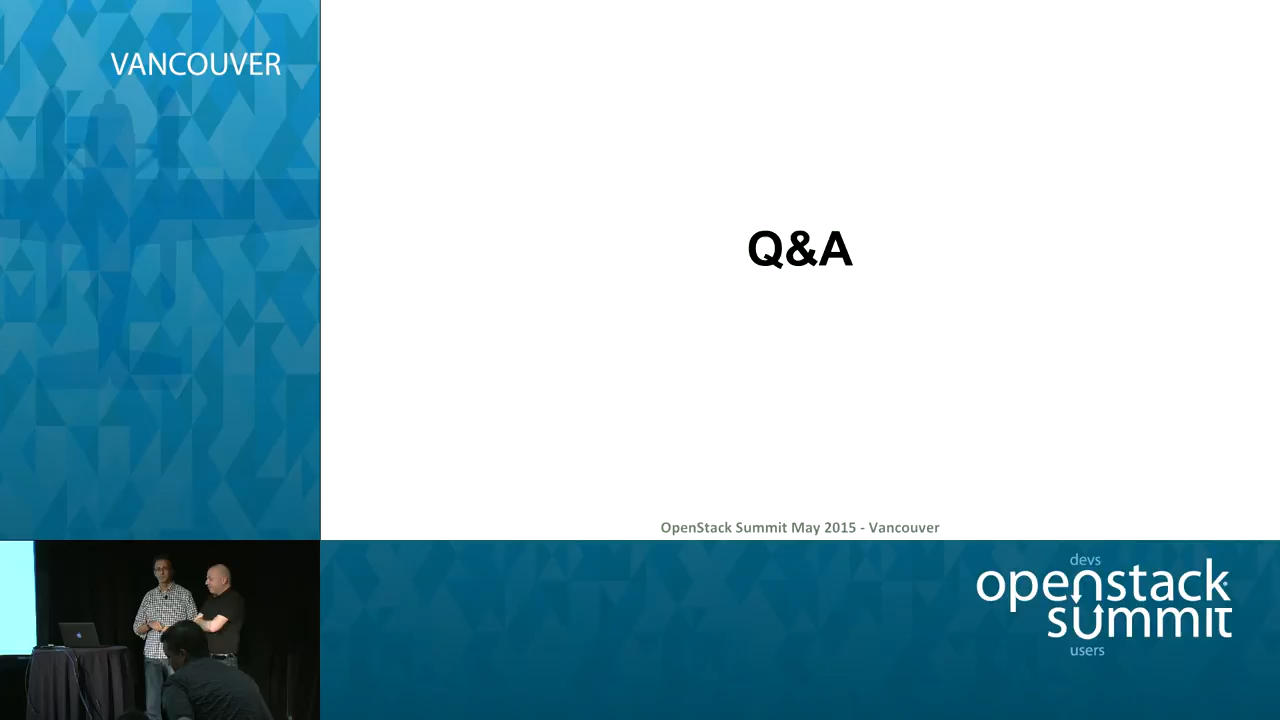 VANCOUVER
Q&A
OpenStack Summit May 2015 - Vancouver
devs
openstack
summit
users